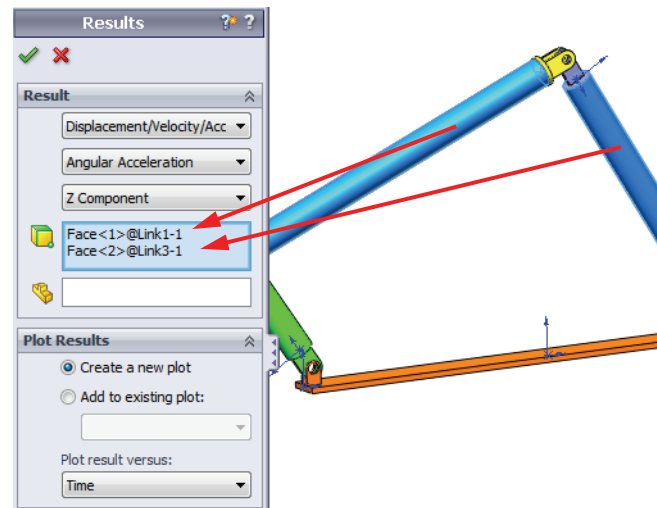 Results
? ?
Result
Displacement/Velocity/Acc
Angular Acceleration
Z Component
Face<1>@Link1-1
Face<2>@Link3-1
Plot Results
Create a new plot
Add to existing plot:
Plot result versus:
Time